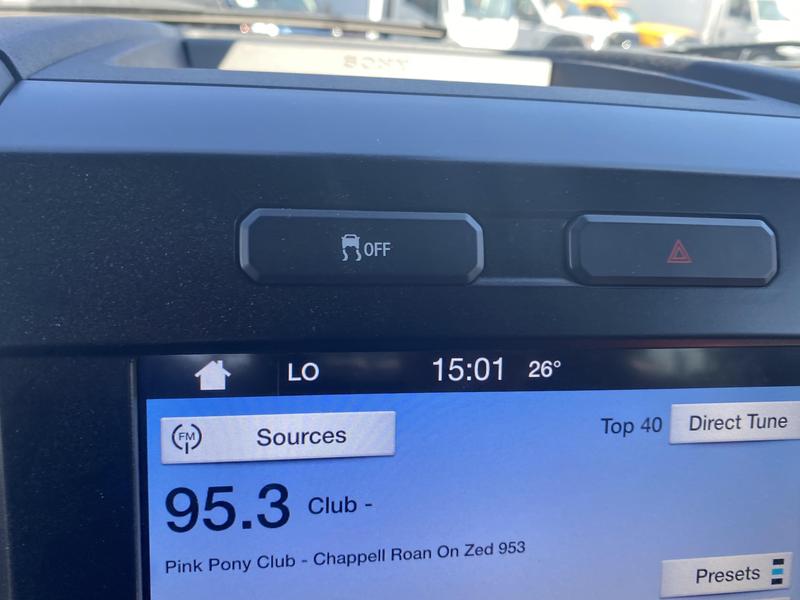 SONY
OFF
LO 15:01 26°
FM Sources Top 40 Direct Tune
95.3 Club -
Pink Pony Club - Chappell Roan On Zed 953
Presets